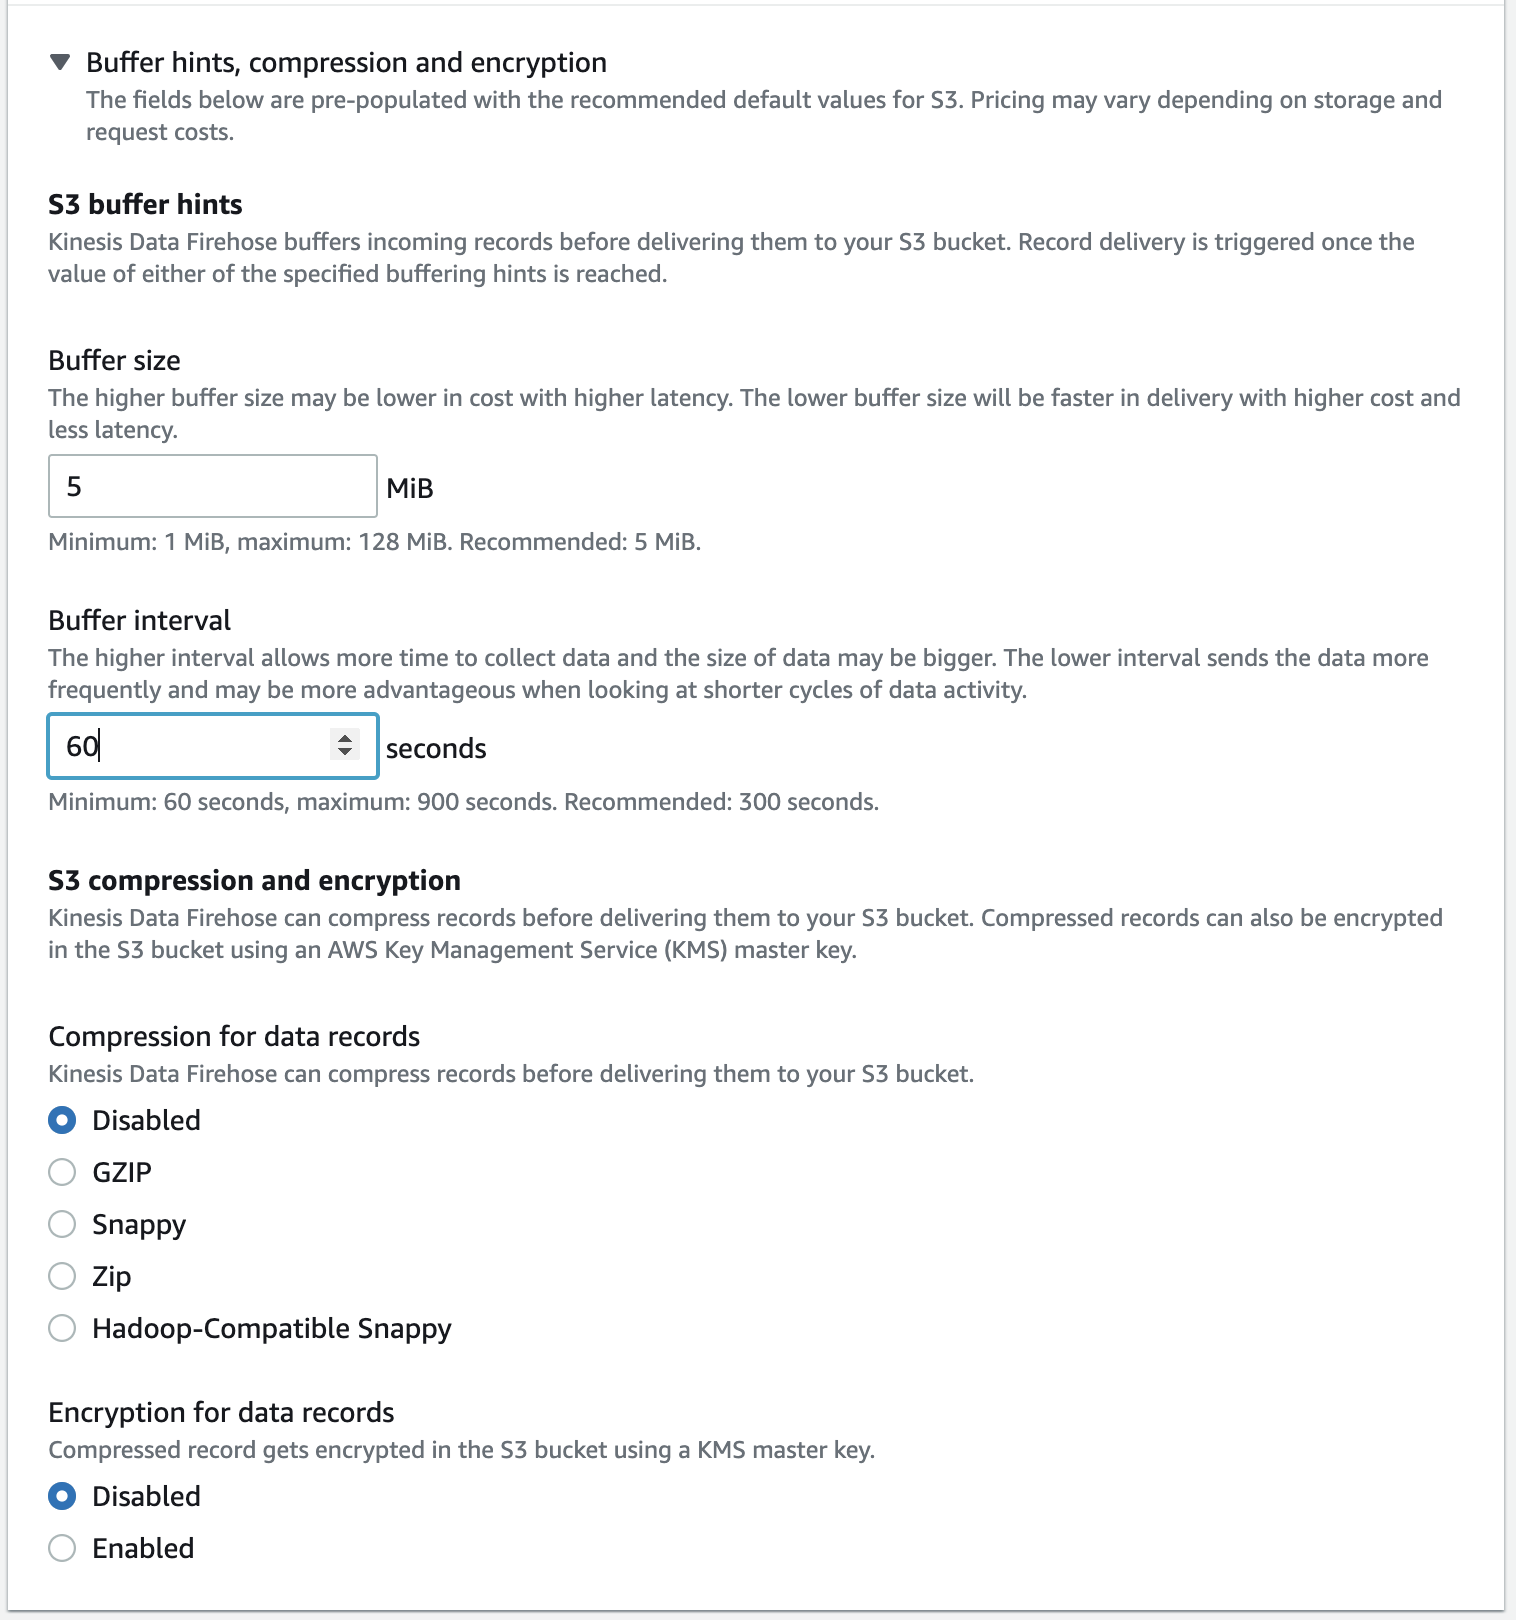 Buffer hints, compression and encryption
The fields below are pre-populated with the recommended default values for S3. Pricing may vary depending on storage and
request costs.
S3 buffer hints
Kinesis Data Firehose buffers incoming records before delivering them to your S3 bucket. Record delivery is triggered once the
value of either of the specified buffering hints is reached.
Buffer size
The higher buffer size may be lower in cost with higher latency. The lower buffer size will be faster in delivery with higher cost and
less latency.
5 MiB
Minimum: 1 MiB, maximum: 128 MiB. Recommended: 5 MiB.
Buffer interval
The higher interval allows more time to collect data and the size of data may be bigger. The lower interval sends the data more
frequently and may be more advantageous when looking at shorter cycles of data activity.
60 seconds
Minimum: 60 seconds, maximum: 900 seconds. Recommended: 300 seconds.
S3 compression and encryption
Kinesis Data Firehose can compress records before delivering them to your S3 bucket. Compressed records can also be encrypted
in the S3 bucket using an AWS Key Management Service (KMS) master key.
Compression for data records
Kinesis Data Firehose can compress records before delivering them to your S3 bucket.
Disabled
GZIP
Snappy
Zip
Hadoop-Compatible Snappy
Encryption for data records
Compressed record gets encrypted in the S3 bucket using a KMS master key.
Disabled
Enabled